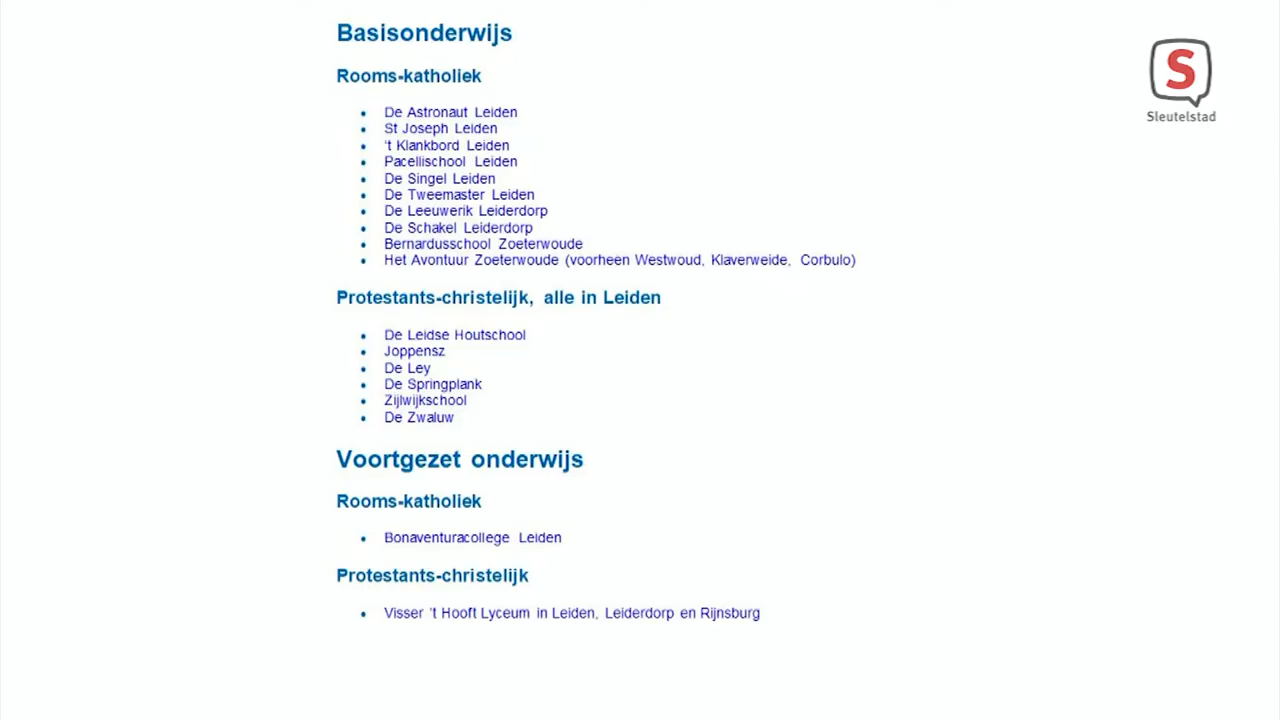 Basisonderwijs
Rooms-katholiek
De Astronaut Leiden
St Joseph Leiden
't Klankbord Leiden
Pacellischool Leiden
De Singel Leiden
De Tweemaster Leiden
De Leeuwerik Leiderdorp
De Schakel Leiderdorp
Bernardusschool Zoeterwoude
Het Avontuur Zoeterwoude (voorheen Westwoud, Klaverweide, Corbulo)
Protestants-christelijk, alle in Leiden
De Leidse Houtschool
Joppensz
De Ley
De Springplank
Zijlwijkschool
De Zwaluw
Voortgezet onderwijs
Rooms-katholiek
Bonaventuracollege Leiden
Protestants-christelijk
Visser 't Hooft Lyceum in Leiden, Leiderdorp en Rijnsburg
S
Sleutelstad